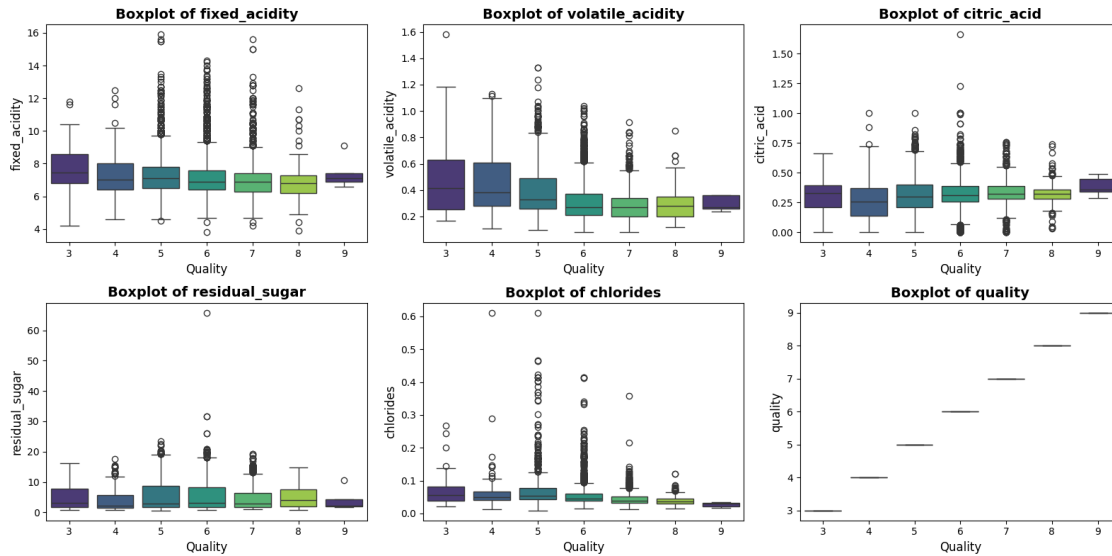 Boxplot of fixed_acidity
fixed_acidity
16
14
12
10
8
6
4
3 4 5 6 7 8 9
Quality
Boxplot of volatile_acidity
volatile_acidity
1.6
1.4
1.2
1.0
0.8
0.6
0.4
0.2
3 4 5 6 7 8 9
Quality
Boxplot of citric_acid
citric_acid
1.50
1.25
1.00
0.75
0.50
0.25
0.00
3 4 5 6 7 8 9
Quality
Boxplot of residual_sugar
residual_sugar
60
50
40
30
20
10
0
3 4 5 6 7 8 9
Quality
Boxplot of chlorides
chlorides
0.6
0.5
0.4
0.3
0.2
0.1
0.0
3 4 5 6 7 8 9
Quality
Boxplot of quality
quality
9
8
7
6
5
4
3
3 4 5 6 7 8 9
Quality